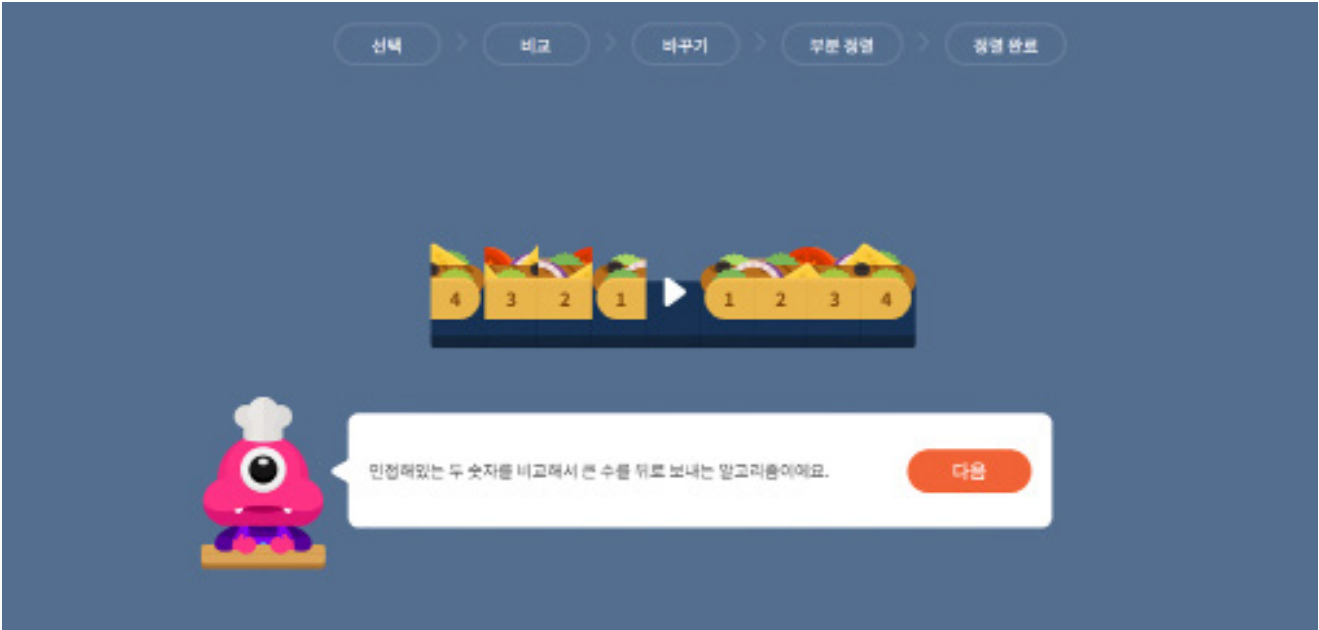 선택
비교
바꾸기
부분 정렬
정렬 완료
4 3 2 1 1 2 3 4
인접해있는 두 숫자를 비교해서 큰 수를 뒤로 보내는 알고리즘이에요.
다음